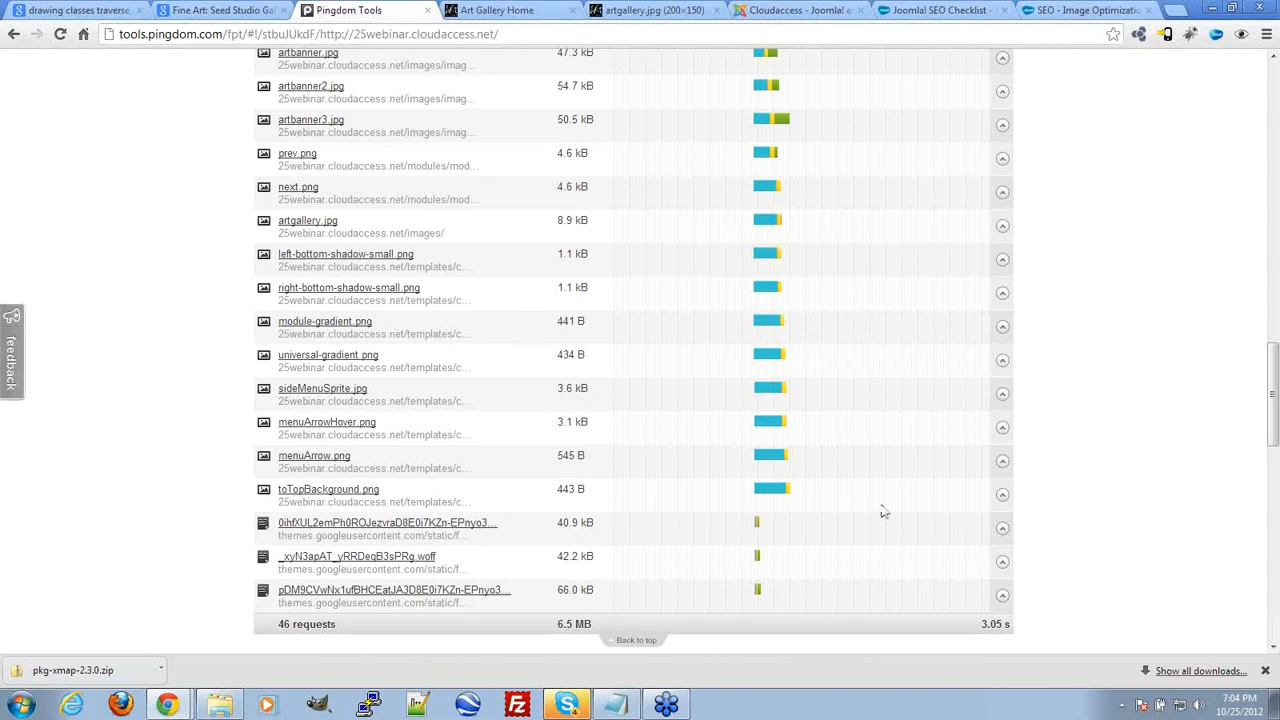 drawing classes traverse
Fine Art: Seed Studio Gal
Pingdom Tools
Art Gallery Home
artgallery.jpg (200×150)
Cloudaccess - Joomla! as
Joomla! SEO Checklist -
SEO - Image Optimizatio
tools.pingdom.com/fpt/#!/stbuJUkdF/http://25webinar.cloudaccess.net/
artbanner.jpg 47.3 kB
25webinar.cloudaccess.net/images/imag...
artbanner2.jpg 54.7 kB
25webinar.cloudaccess.net/images/imag...
artbanner3.jpg 50.5 kB
25webinar.cloudaccess.net/images/imag...
prev.png 4.6 kB
25webinar.cloudaccess.net/modules/mod...
next.png 4.6 kB
25webinar.cloudaccess.net/modules/mod...
artgallery.jpg 8.9 kB
25webinar.cloudaccess.net/images/
left-bottom-shadow-small.png 1.1 kB
25webinar.cloudaccess.net/templates/c...
right-bottom-shadow-small.png 1.1 kB
25webinar.cloudaccess.net/templates/c...
module-gradient.png 441 B
25webinar.cloudaccess.net/templates/c...
universal-gradient.png 434 B
25webinar.cloudaccess.net/templates/c...
sideMenuSprite.jpg 3.6 kB
25webinar.cloudaccess.net/templates/c...
menuArrowHover.png 3.1 kB
25webinar.cloudaccess.net/templates/c...
menuArrow.png 545 B
25webinar.cloudaccess.net/templates/c...
toTopBackground.png 443 B
25webinar.cloudaccess.net/templates/c...
0ihfXUL2emPh0ROJezvraD8E0i7KZn-EPnyo3... 40.9 kB
themes.googleusercontent.com/static/f...
_xyN3apAT_yRRDeqB3sPRg.woff 42.2 kB
themes.googleusercontent.com/static/f...
pDM9CVwNx1ufBHCEatJA3D8E0i7KZn-EPnyo3... 66.0 kB
themes.googleusercontent.com/static/f...
46 requests 6.5 MB 3.05 s
Back to top
feedback
pkg-xmap-2.3.0.zip
Show all downloads...
7:04 PM
10/25/2012